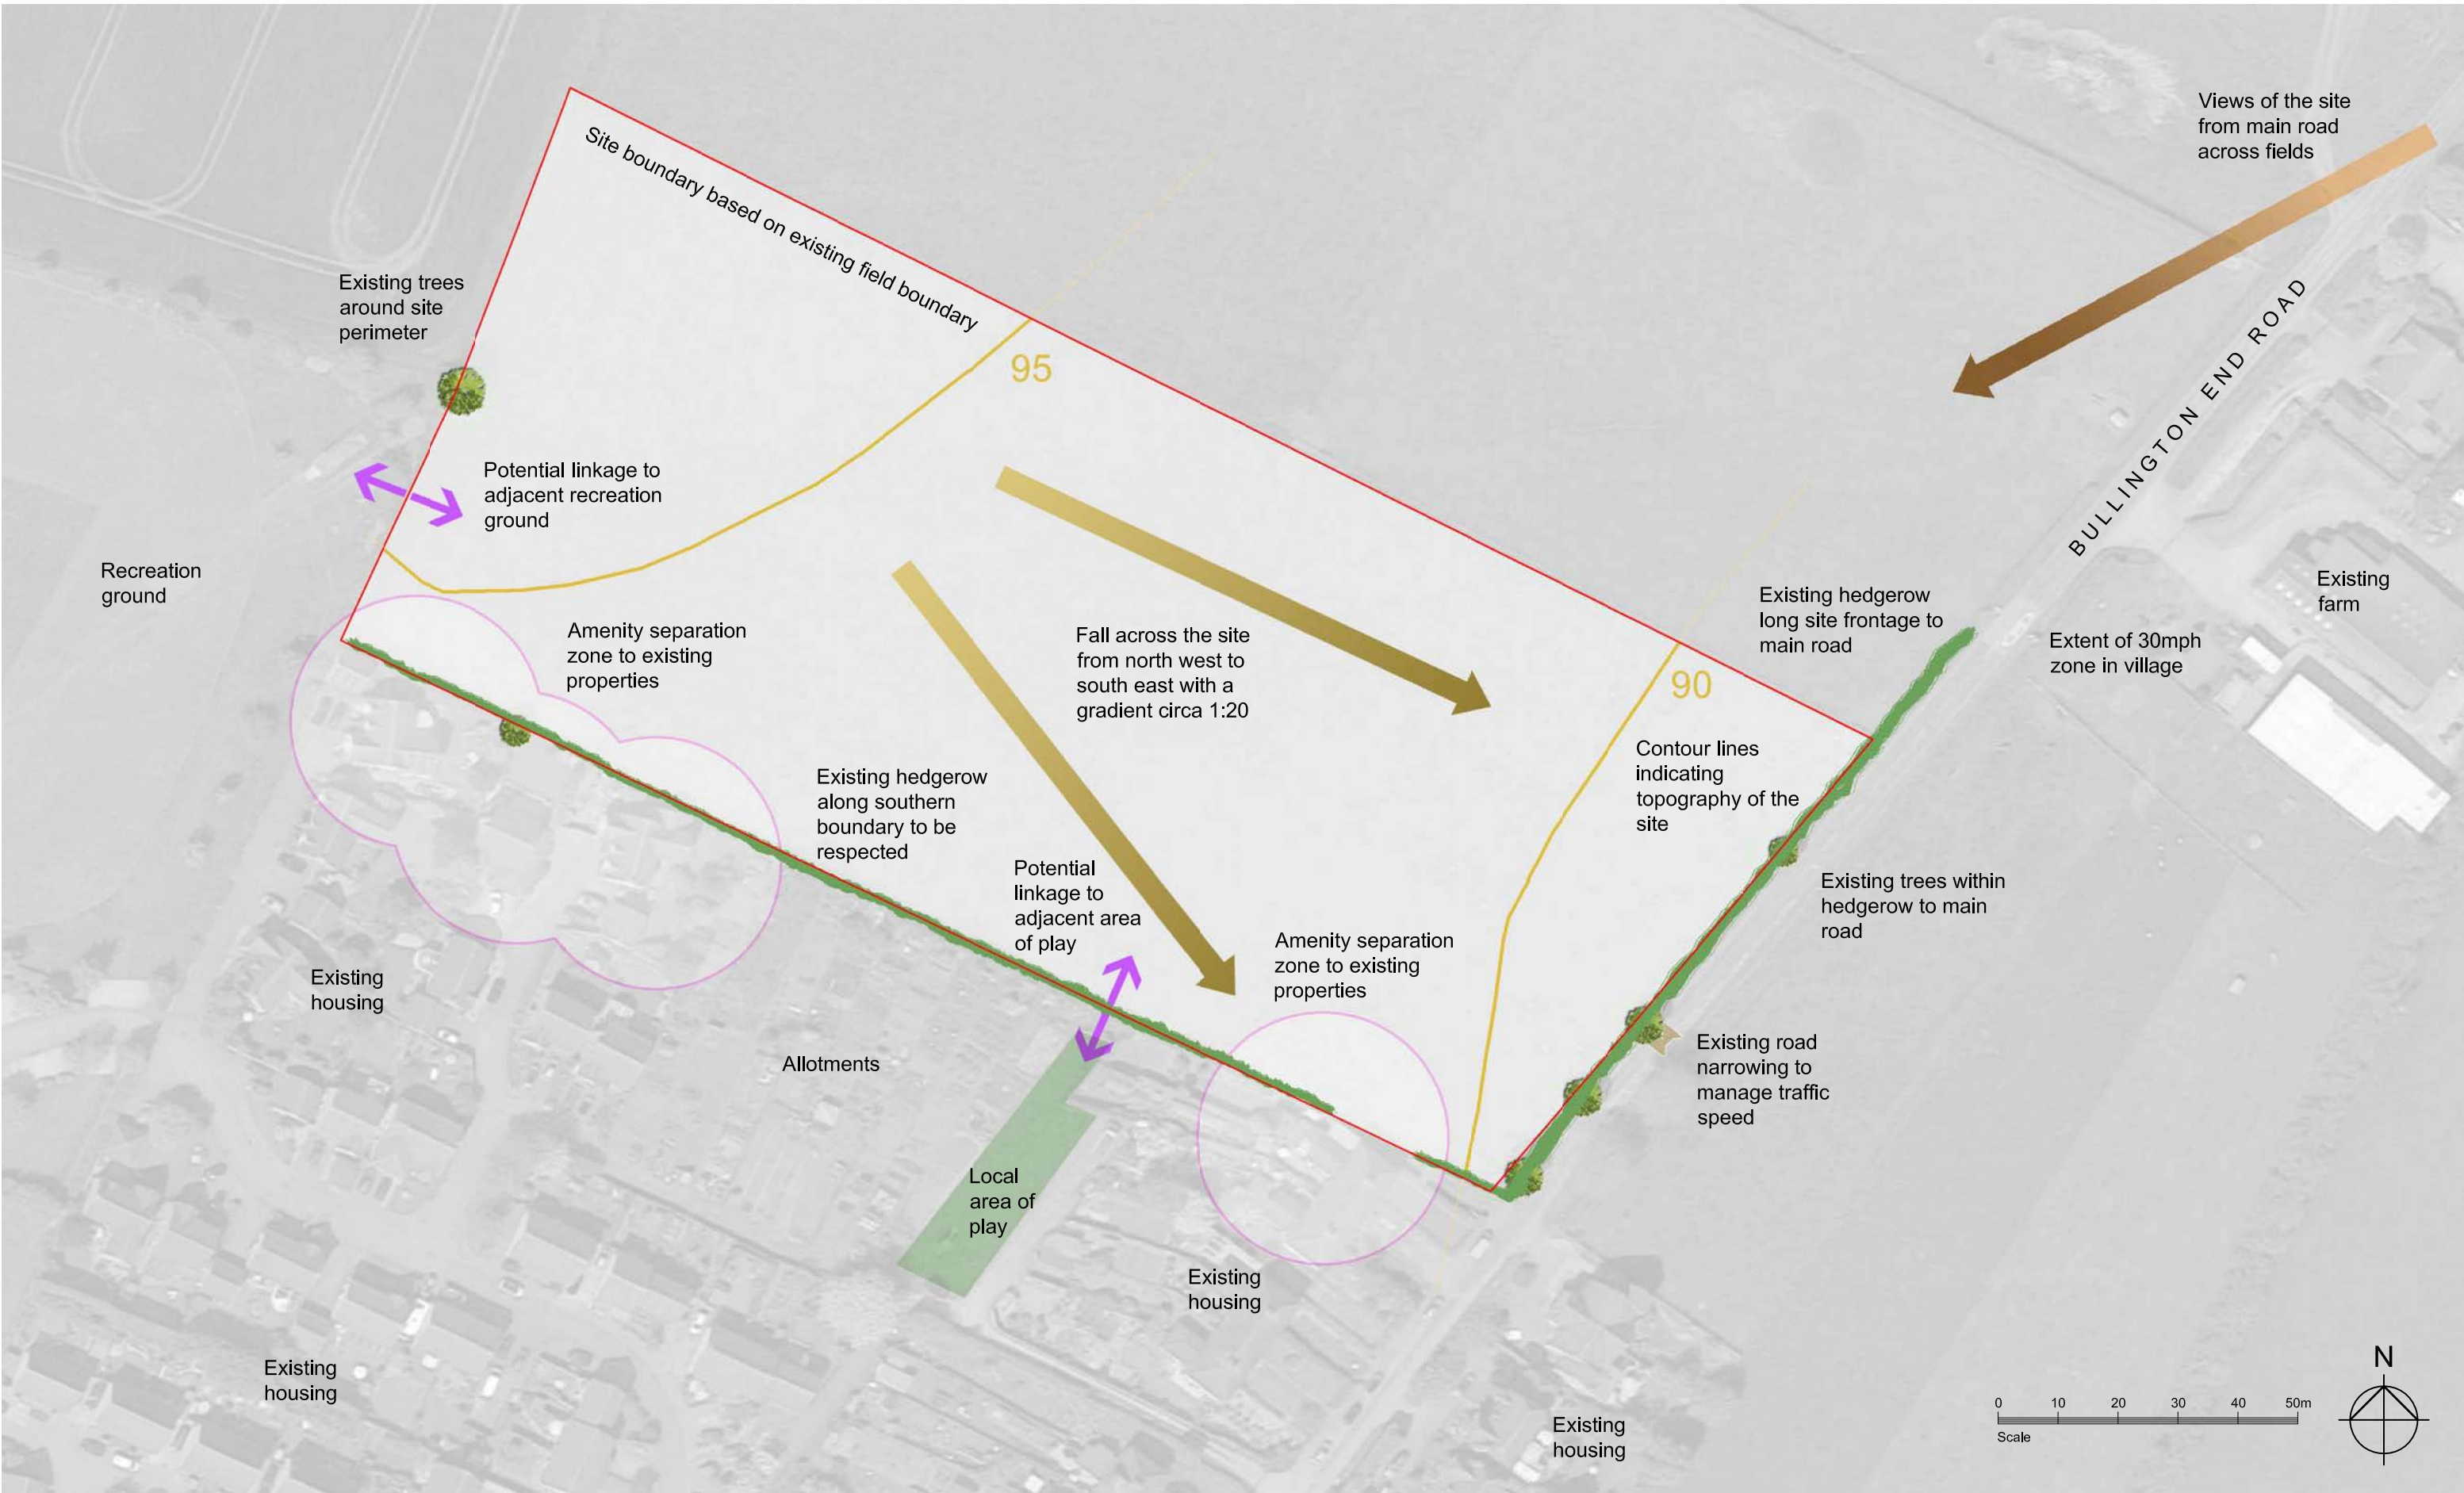 Views of the site
from main road
across fields
Site boundary based on existing field boundary
Existing trees
around site
perimeter
95
BULLINGTON END ROAD
Potential linkage to
adjacent recreation
ground
Recreation
ground
Existing
farm
Existing hedgerow
long site frontage to
main road
Extent of 30mph
zone in village
Amenity separation
zone to existing
properties
Fall across the site
from north west to
south east with a
gradient circa 1:20
90
Contour lines
indicating
topography of the
site
Existing hedgerow
along southern
boundary to be
respected
Potential
linkage to
adjacent area
of play
Existing trees within
hedgerow to main
road
Amenity separation
zone to existing
properties
Existing
housing
Allotments
Existing road
narrowing to
manage traffic
speed
Local
area of
play
Existing
housing
Existing
housing
Existing
housing
N
0 10 20 30 40 50m
Scale